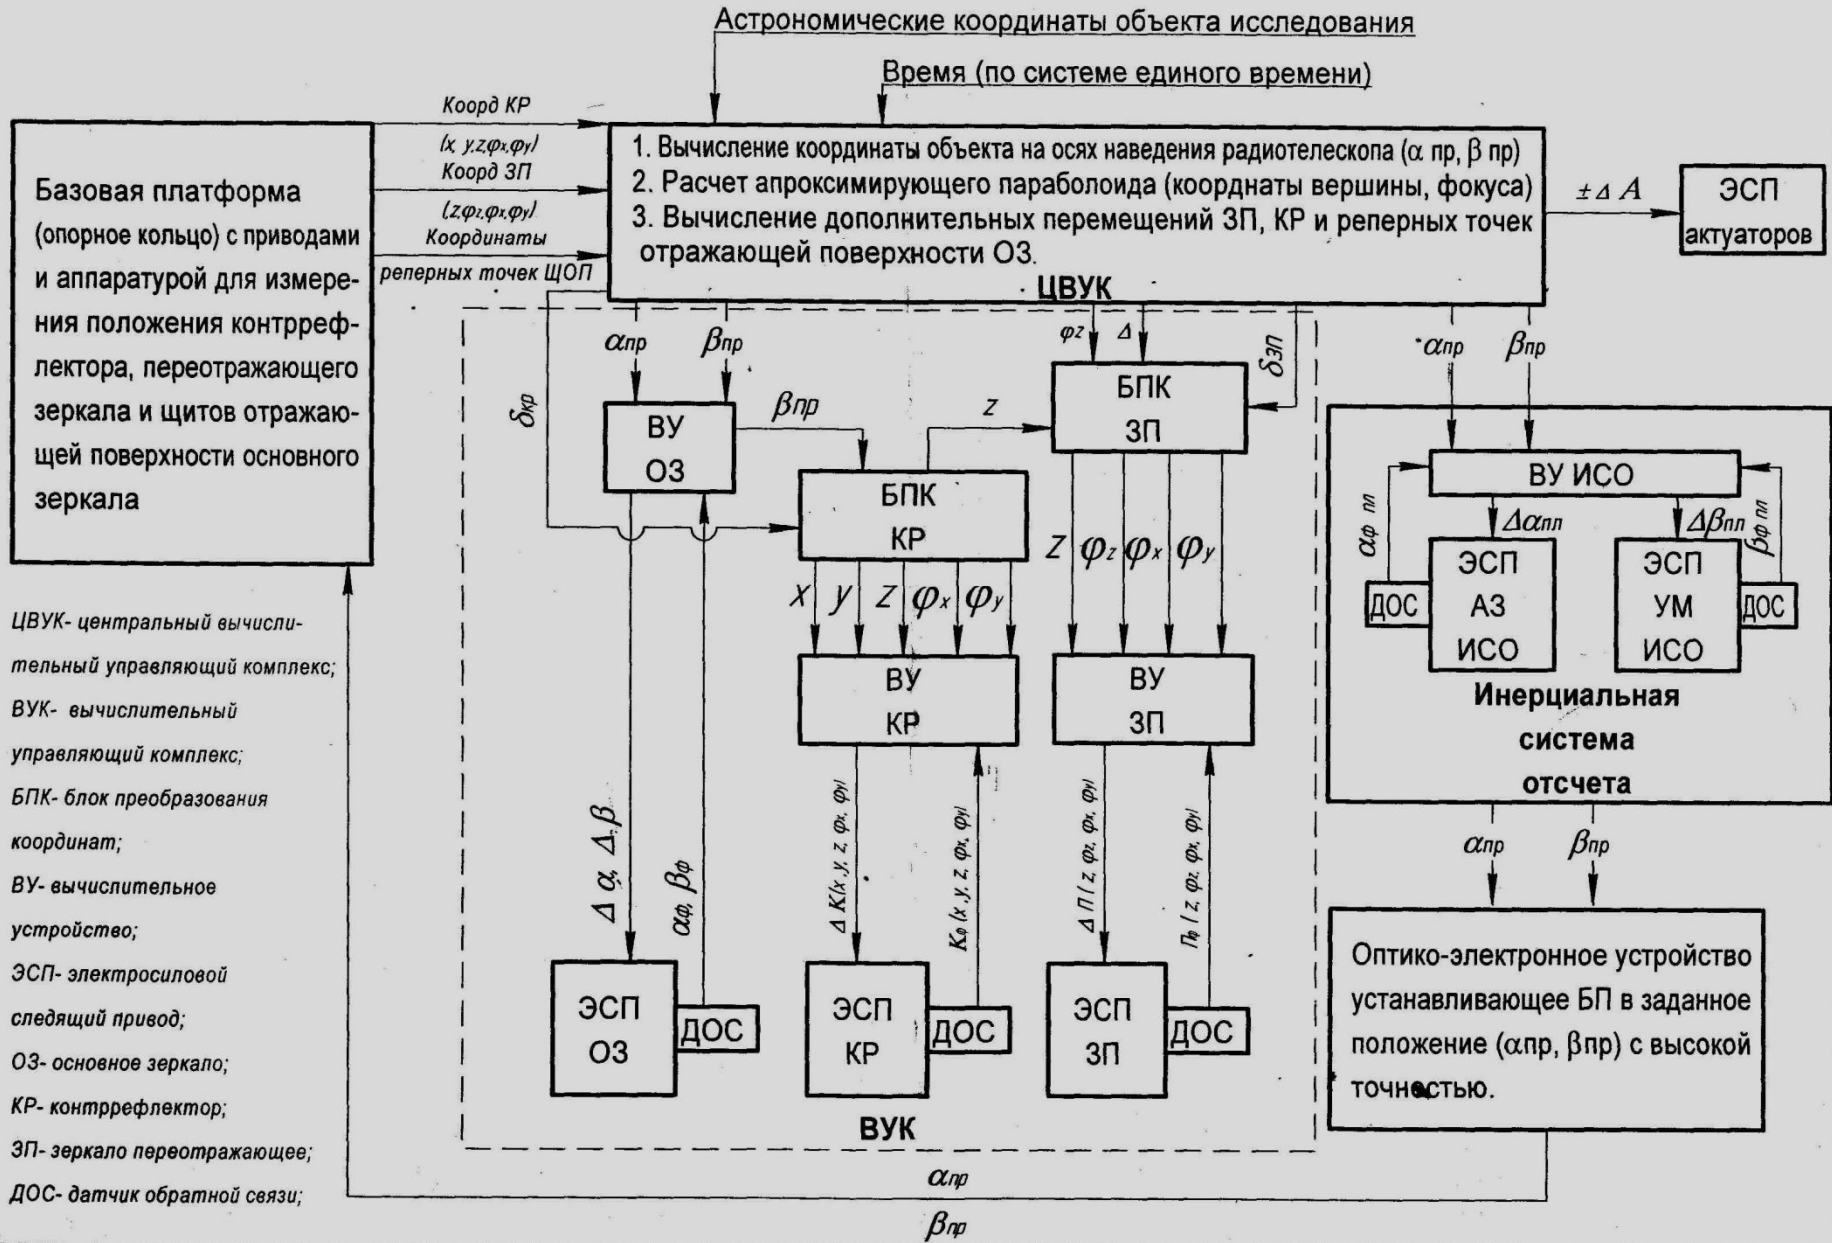 Астрономические координаты объекта исследования
Время (по системе единого времени)
Коорд КР
(x, y,z,φx,φy)
Коорд ЗП
(z,φz,φx,φy)
Координаты
реперных точек ЩОП
Базовая платформа
(опорное кольцо) с приводами
и аппаратурой для измере-
ния положения контрреф-
лектора, переотражающего
зеркала и щитов отражаю-
щей поверхности основного
зеркала
1. Вычисление координаты объекта на осях наведения радиотелескопа (α пр, β пр)
2. Расчет апроксимирующего параболоида (коорднаты вершины, фокуса)
3. Вычисление дополнительных перемещений ЗП, КР и реперных точек
отражающей поверхности ОЗ.
ЦВУК
± Δ A
ЭСП
актуаторов
αпр
βпр
δкр
φz
Δ
δЗП
αпр
βпр
ВУ
ОЗ
βпр
z
БПК
ЗП
БПК
КР
x y z φx φy
z φz φx φy
ВУ
КР
ВУ
ЗП
Δ α, Δ β
αф, βф
Δ К(x, y, z, φx, φy)
Кф (x, y, z, φx, φy)
Δ П ( z, φz, φx, φy)
Пф ( z, φz, φx, φy)
ЭСП
ОЗ
ДОС
ЭСП
КР
ДОС
ЭСП
ЗП
ДОС
ВУК
ВУ ИСО
αф пл
Δαпл
Δβпл
βф пл
ДОС
ЭСП
АЗ
ИСО
ЭСП
УМ
ИСО
ДОС
Инерциальная
система
отсчета
αпр
βпр
Оптико-электронное устройство
устанавливающее БП в заданное
положение (αпр, βпр) с высокой
точностью.
ЦВУК- центральный вычисли-
тительный управляющий комплекс;
ВУК- вычислительный
управляющий комплекс;
БПК- блок преобразования
координат;
ВУ- вычислительное
устройство;
ЭСП- электросиловой
следящий привод;
ОЗ- основное зеркало;
КР- контррефлектор;
ЗП- зеркало переотражающее;
ДОС- датчик обратной связи;
αпр
βпр